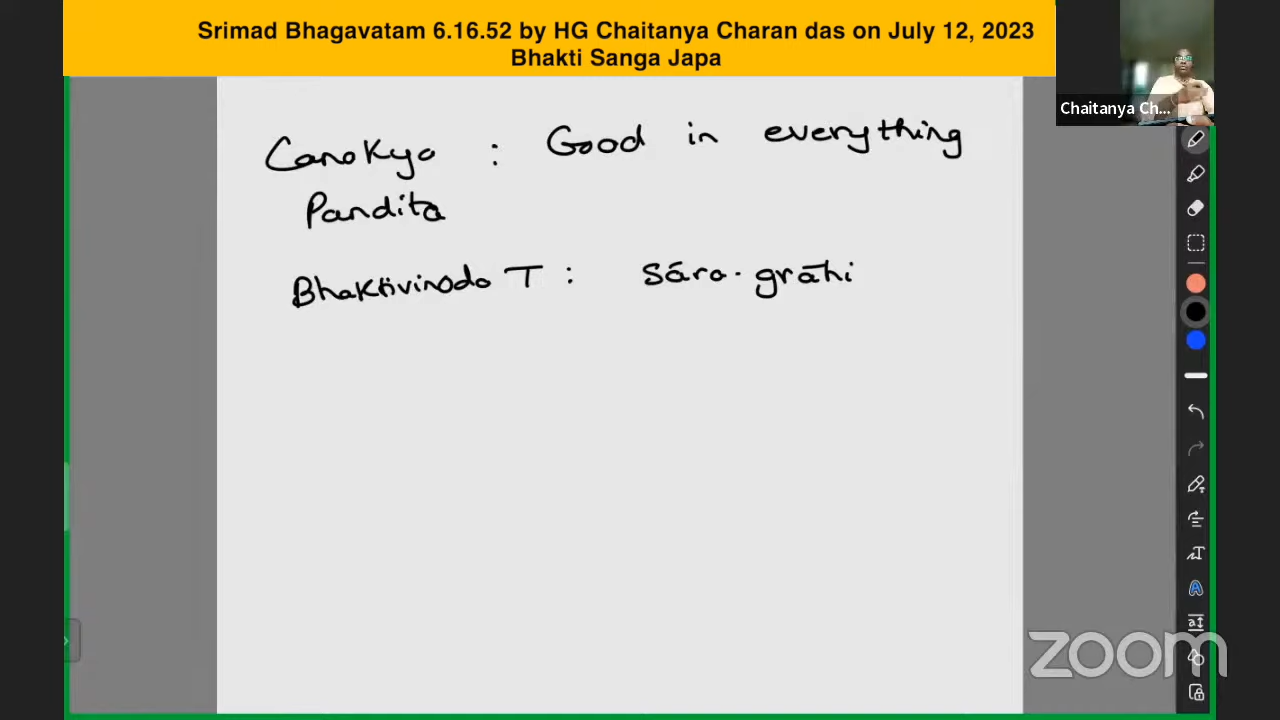 Srimad Bhagavatam 6.16.52 by HG Chaitanya Charan das on July 12, 2023
Bhakti Sanga Japa
Chaitanya Ch...
Canakya : Good in everything
Pandita
Bhaktivinoda T : Sāra-grāhi
zoom